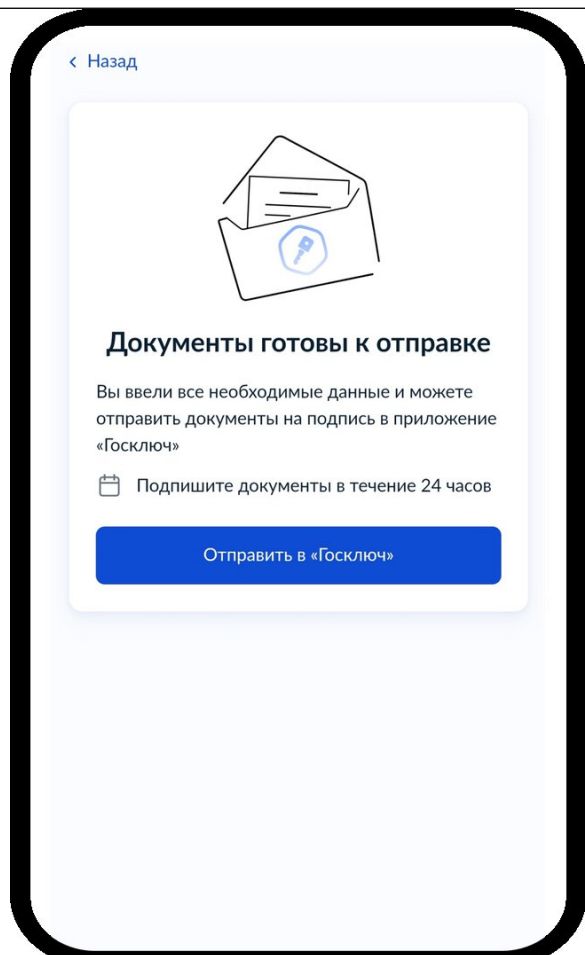 Назад
Документы готовы к отправке
Вы ввели все необходимые данные и можете
отправить документы на подпись в приложение
«Госключ»
Подпишите документы в течение 24 часов
Отправить в «Госключ»